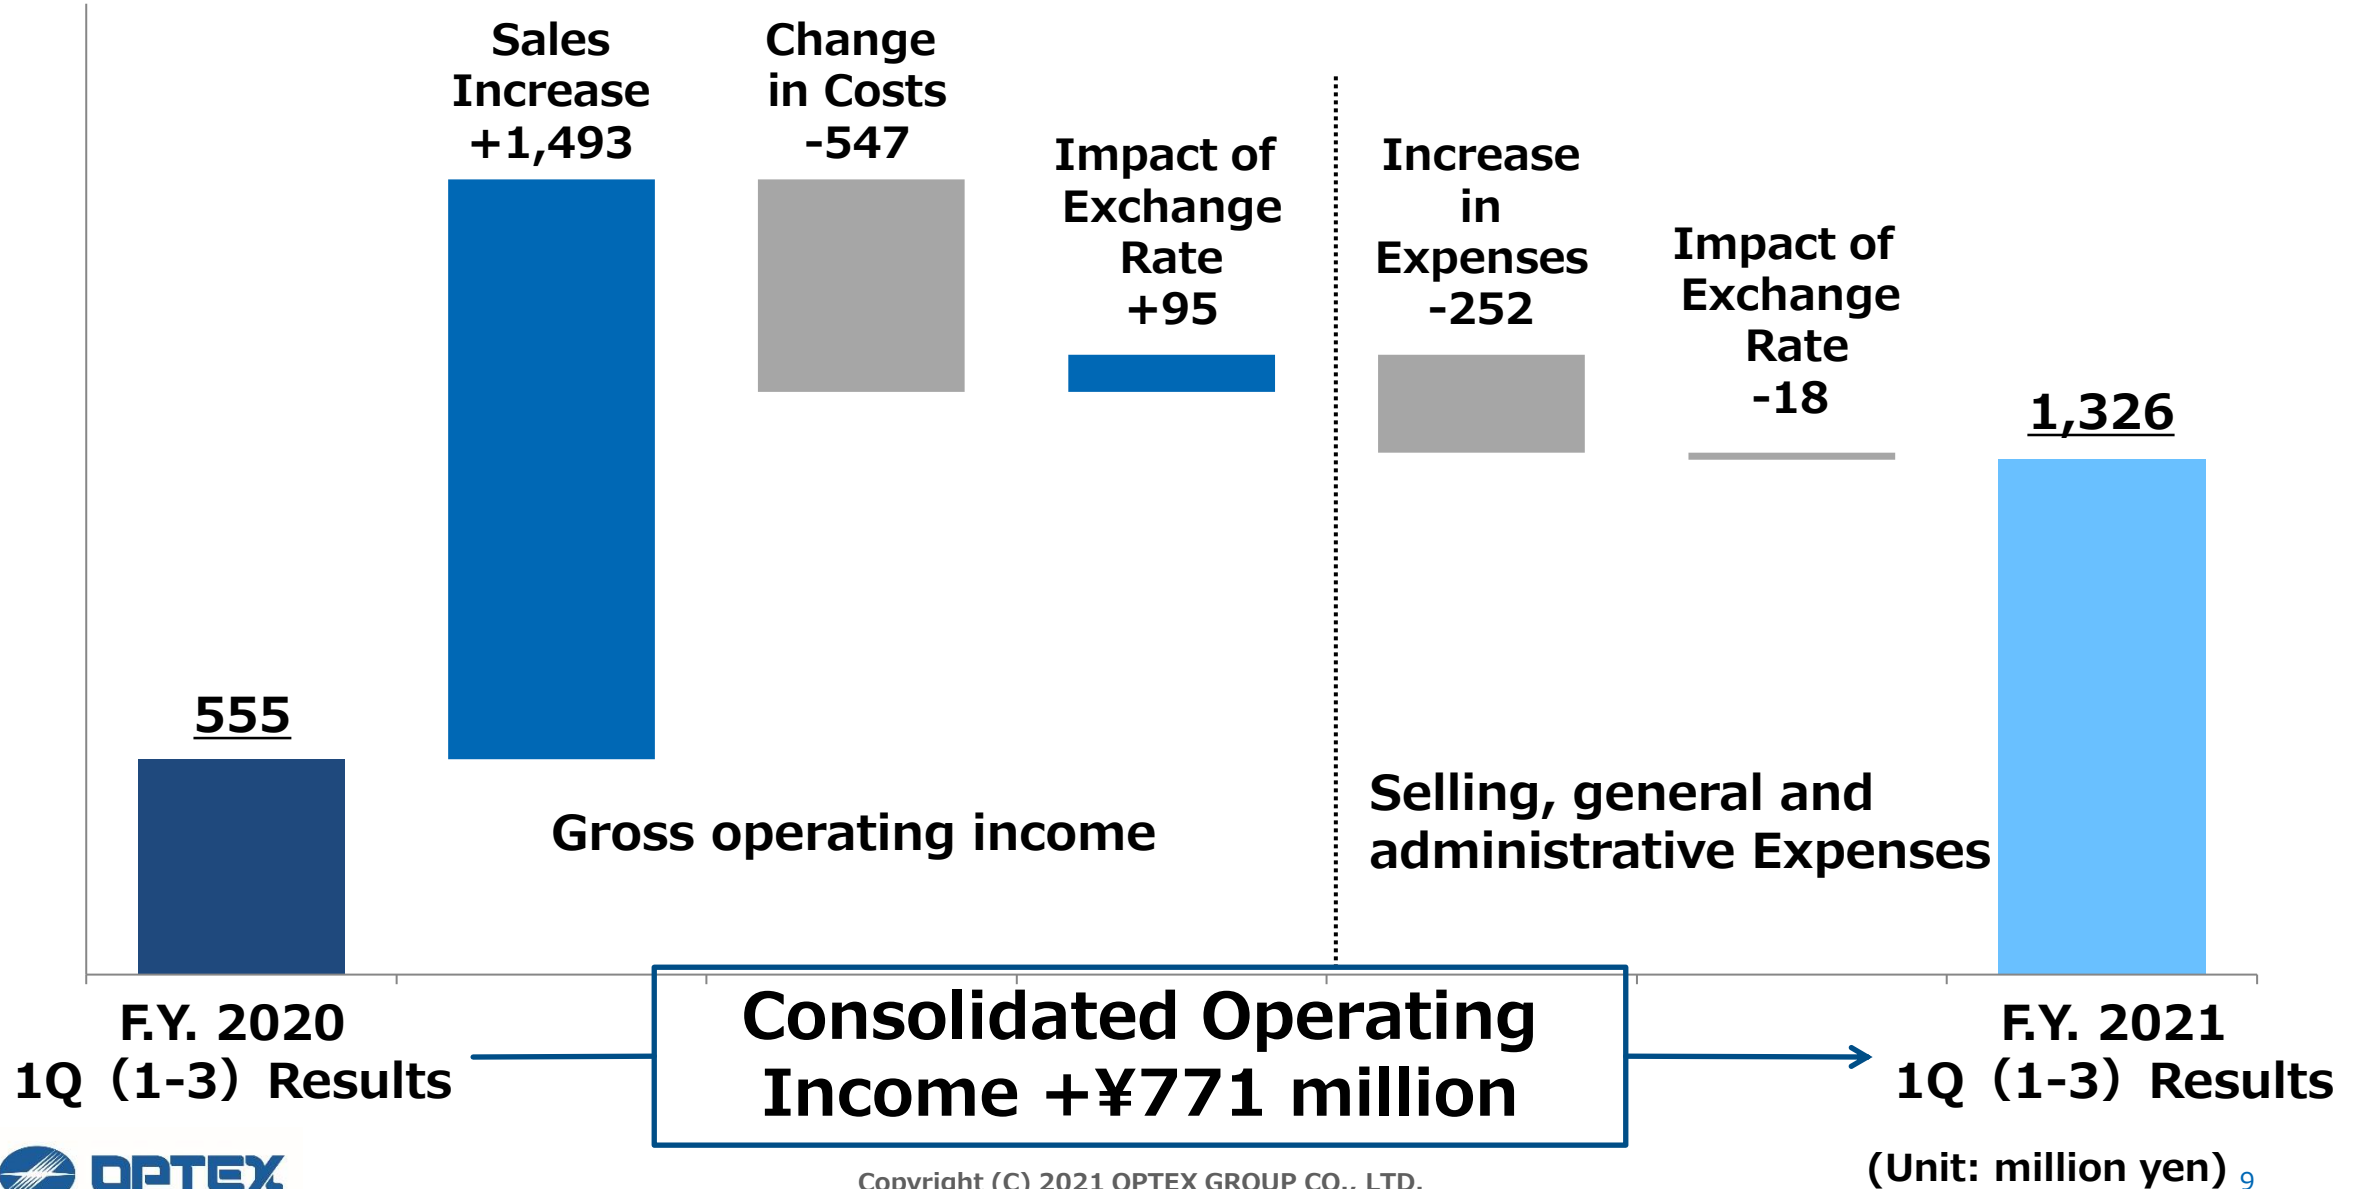 Sales
Increase
+1,493
Change
in Costs
-547
Impact of
Exchange
Rate
+95
Increase
in
Expenses
-252
Impact of
Exchange
Rate
-18
1,326
555
Gross operating income
Selling, general and
administrative Expenses
F.Y. 2020
1Q（1-3）Results
Consolidated Operating
Income +¥771 million
F.Y. 2021
1Q（1-3）Results
OPTEX
Copyright (C) 2021 OPTEX GROUP CO., LTD.
(Unit: million yen)
9